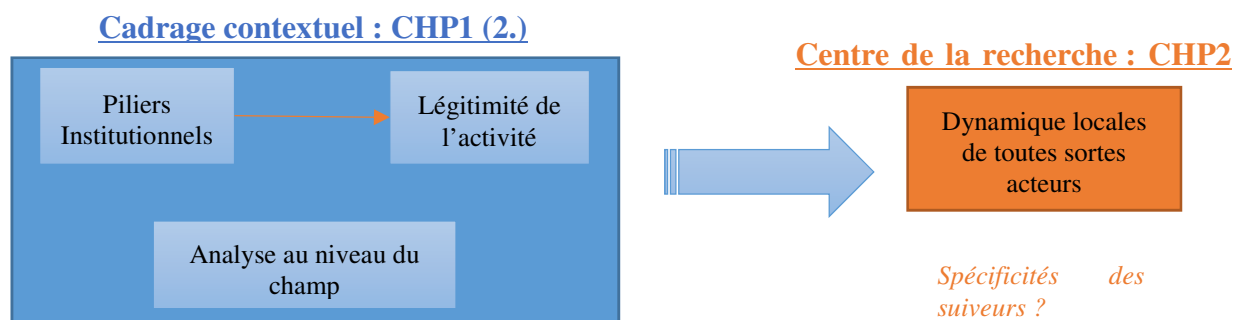 Cadrage contextuel : CHP1 (2.)
Piliers
Institutionnels
Légitimité de
l'activité
Analyse au niveau du
champ
Centre de la recherche : CHP2
Dynamique locales
de toutes sortes
acteurs
Spécificités des
suiveurs ?